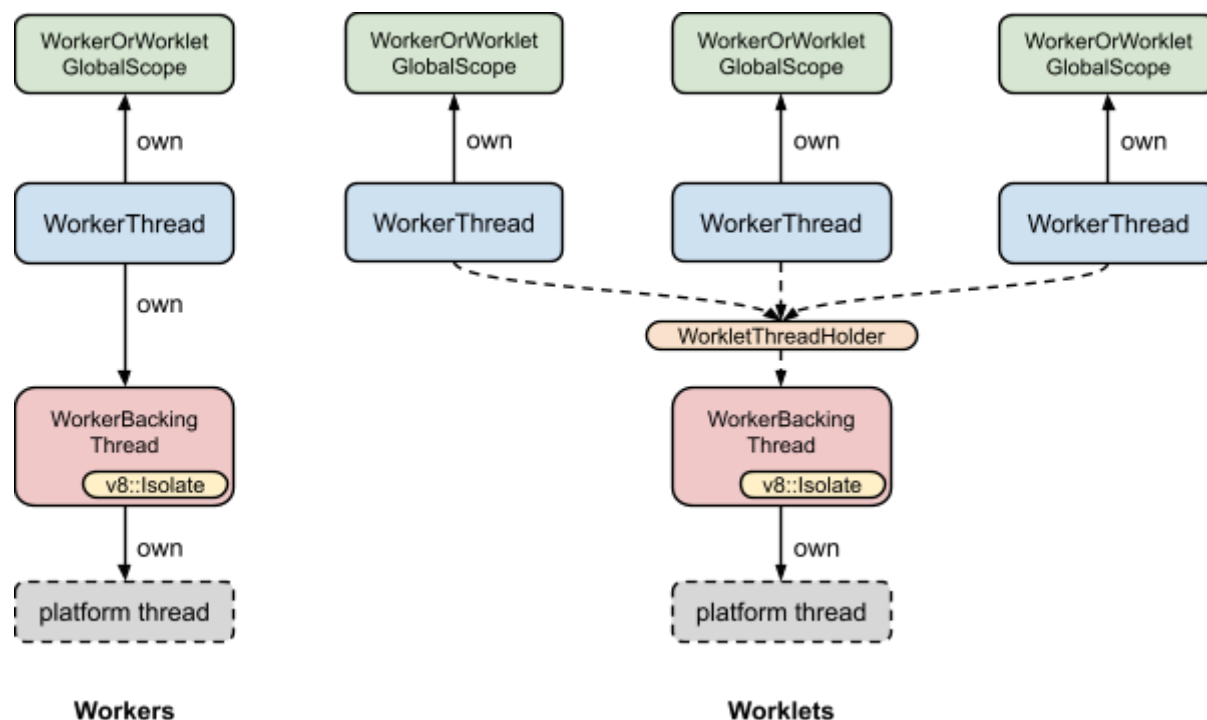 WorkerOrWorklet
GlobalScope
WorkerOrWorklet
GlobalScope
WorkerOrWorklet
GlobalScope
WorkerOrWorklet
GlobalScope
own
own
own
own
WorkerThread
WorkerThread
WorkerThread
WorkerThread
own
WorkletThreadHolder
WorkerBacking
Thread
v8::Isolate
WorkerBacking
Thread
v8::Isolate
own
own
platform thread
platform thread
Workers
Worklets